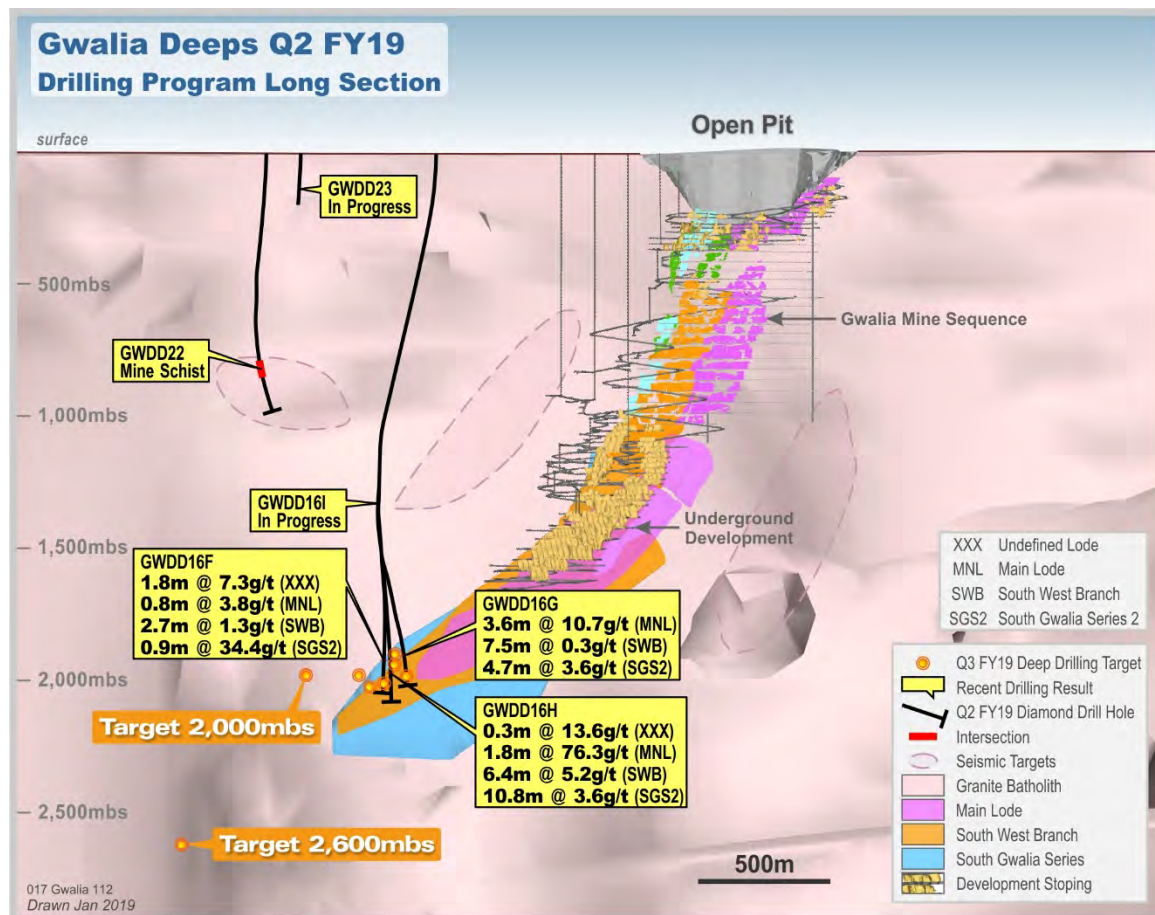 Gwalia Deeps Q2 FY19
Drilling Program Long Section
surface
Open Pit
GWDD23
In Progress
500mbs
Gwalia Mine Sequence
GWDD22
Mine Schist
1,000mbs
GWDD16I
In Progress
Underground
Development
1,500mbs
GWDD16F
1.8m @ 7.3g/t (XXX)
0.8m @ 3.8g/t (MNL)
2.7m @ 1.3g/t (SWB)
0.9m @ 34.4g/t (SGS2)
GWDD16G
3.6m @ 10.7g/t (MNL)
7.5m @ 0.3g/t (SWB)
4.7m @ 3.6g/t (SGS2)
2,000mbs
Target 2,000mbs
GWDD16H
0.3m @ 13.6g/t (XXX)
1.8m @ 76.3g/t (MNL)
6.4m @ 5.2g/t (SWB)
10.8m @ 3.6g/t (SGS2)
2,500mbs
Target 2,600mbs
500m
XXX Undefined Lode
MNL Main Lode
SWB South West Branch
SGS2 South Gwalia Series 2
Q3 FY19 Deep Drilling Target
Recent Drilling Result
Q2 FY19 Diamond Drill Hole
Intersection
Seismic Targets
Granite Batholith
Main Lode
South West Branch
South Gwalia Series
Development Stoping
017 Gwalia 112
Drawn Jan 2019